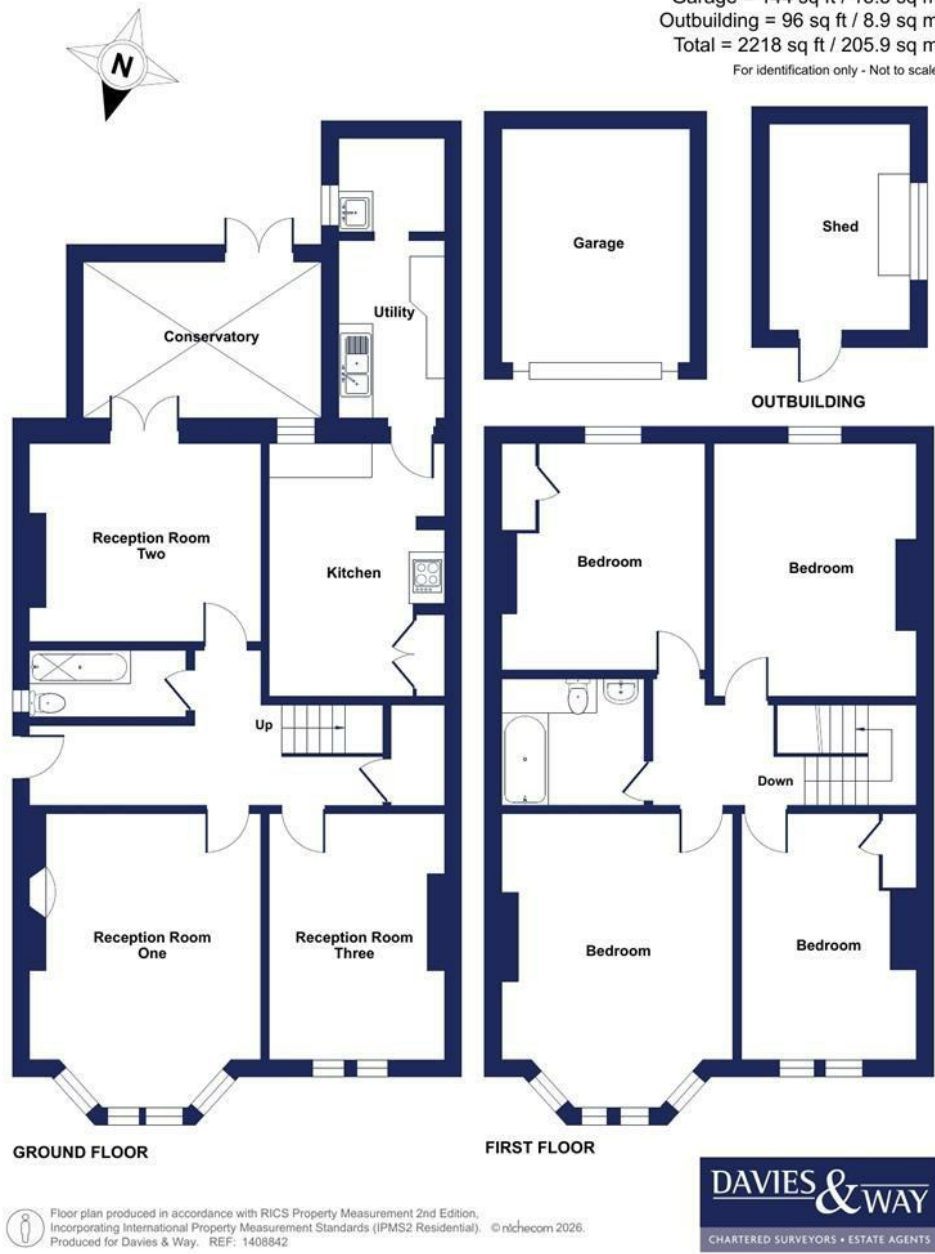 Outbuilding = 96 sq ft / 8.9 sq m
Total = 2218 sq ft / 205.9 sq m
For identification only - Not to scale
N
Garage
Shed
Utility
Conservatory
OUTBUILDING
Reception Room
Two
Kitchen
Bedroom
Bedroom
Up
Down
Reception Room
One
Reception Room
Three
Bedroom
Bedroom
GROUND FLOOR
FIRST FLOOR
DAVIES & WAY
CHARTERED SURVEYORS • ESTATE AGENTS
Floor plan produced in accordance with RICS Property Measurement 2nd Edition,
Incorporating International Property Measurement Standards (IPMS2 Residential). © nichecom 2026.
Produced for Davies & Way. REF: 1408842